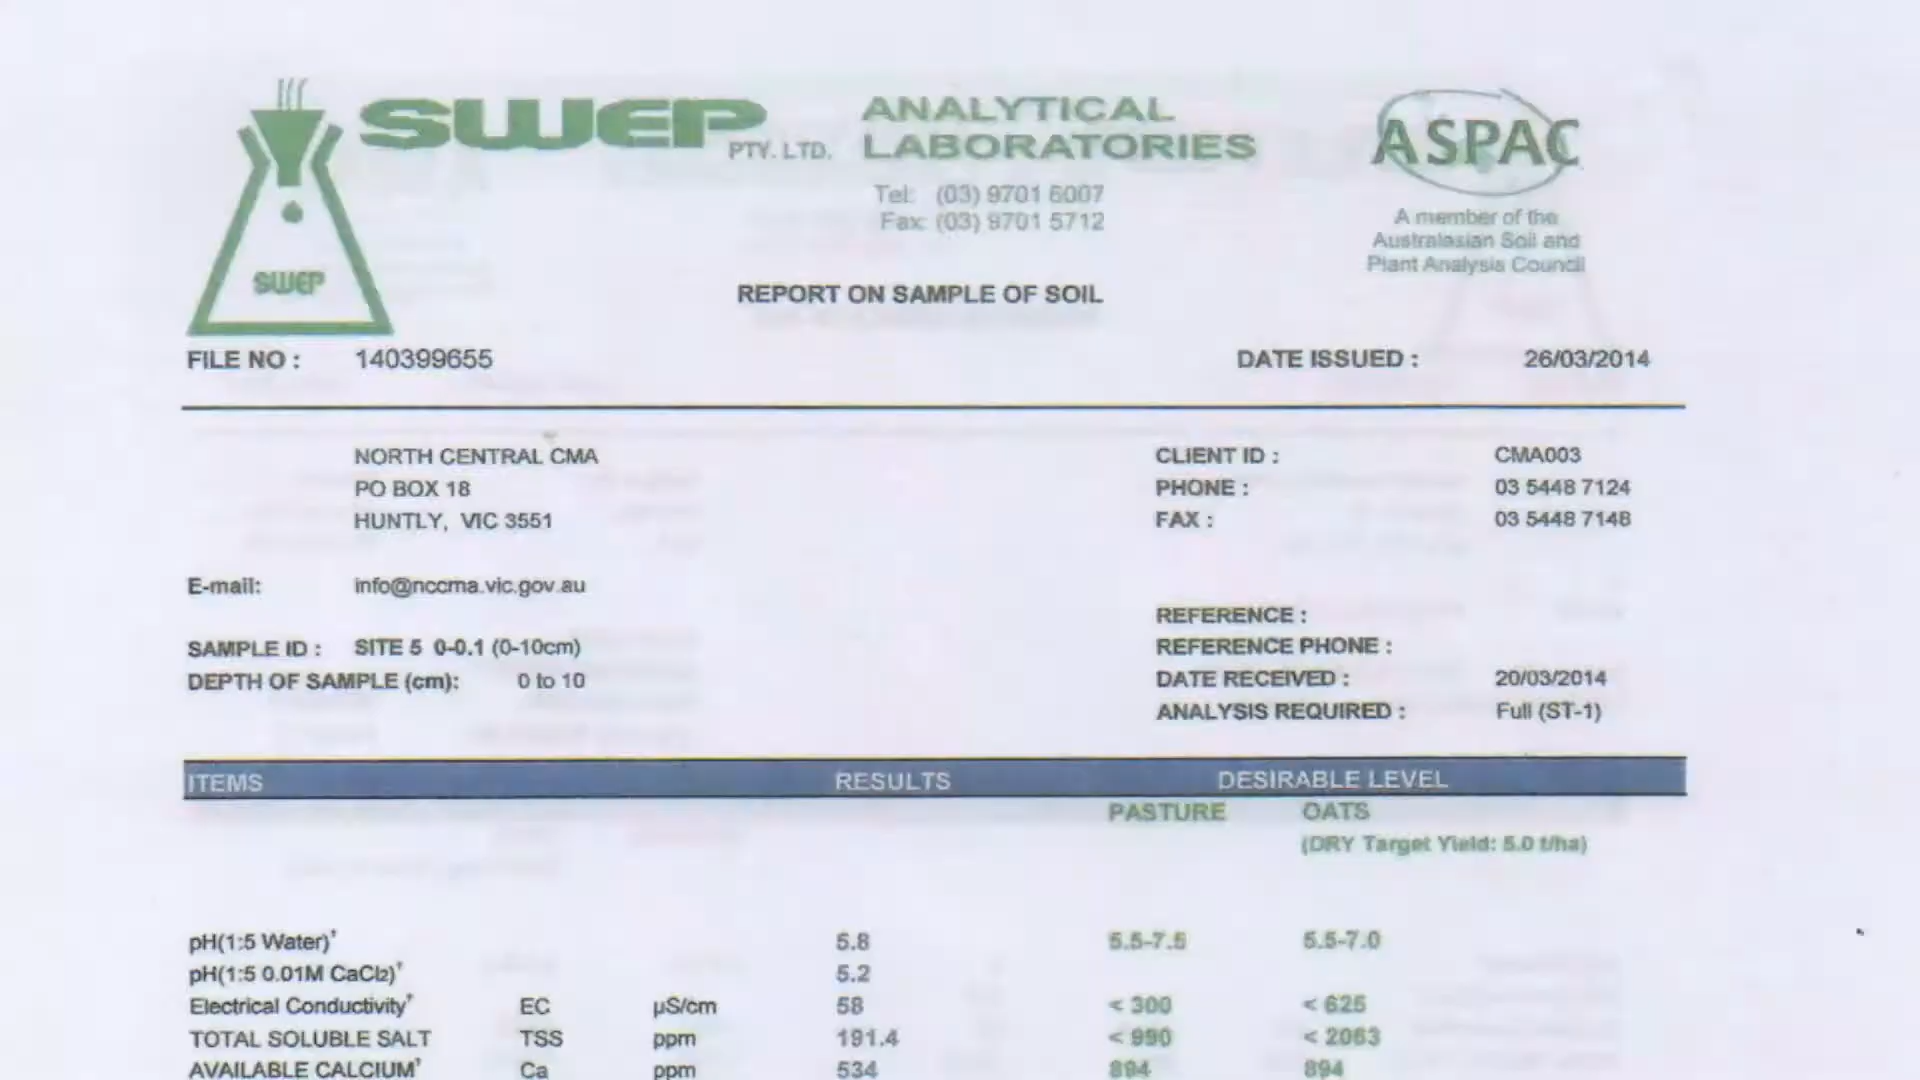 SWEP PTY. LTD. ANALYTICAL LABORATORIES
Tel: (03) 9701 6007
Fax: (03) 9701 5712
ASPAC
A member of the
Australasian Soil and
Plant Analysis Council
SWEP
REPORT ON SAMPLE OF SOIL
FILE NO : 140399655 DATE ISSUED : 26/03/2014
NORTH CENTRAL CMA CLIENT ID : CMA003
PO BOX 18 PHONE : 03 5448 7124
HUNTLY, VIC 3551 FAX : 03 5448 7148
E-mail: info@nccma.vic.gov.au
REFERENCE :
SAMPLE ID : SITE 5 0-0.1 (0-10cm) REFERENCE PHONE :
DEPTH OF SAMPLE (cm): 0 to 10 DATE RECEIVED : 20/03/2014
ANALYSIS REQUIRED : Full (ST-1)
ITEMS RESULTS DESIRABLE LEVEL
PASTURE OATS
(DRY Target Yield: 5.0 t/ha)
pH(1:5 Water)† 5.8 5.5-7.5 5.5-7.0
pH(1:5 0.01M CaCl2)† 5.2
Electrical Conductivity† EC µS/cm 58 < 300 < 625
TOTAL SOLUBLE SALT TSS ppm 191.4 < 990 < 2063
AVAILABLE CALCIUM† Ca ppm 534 894 894